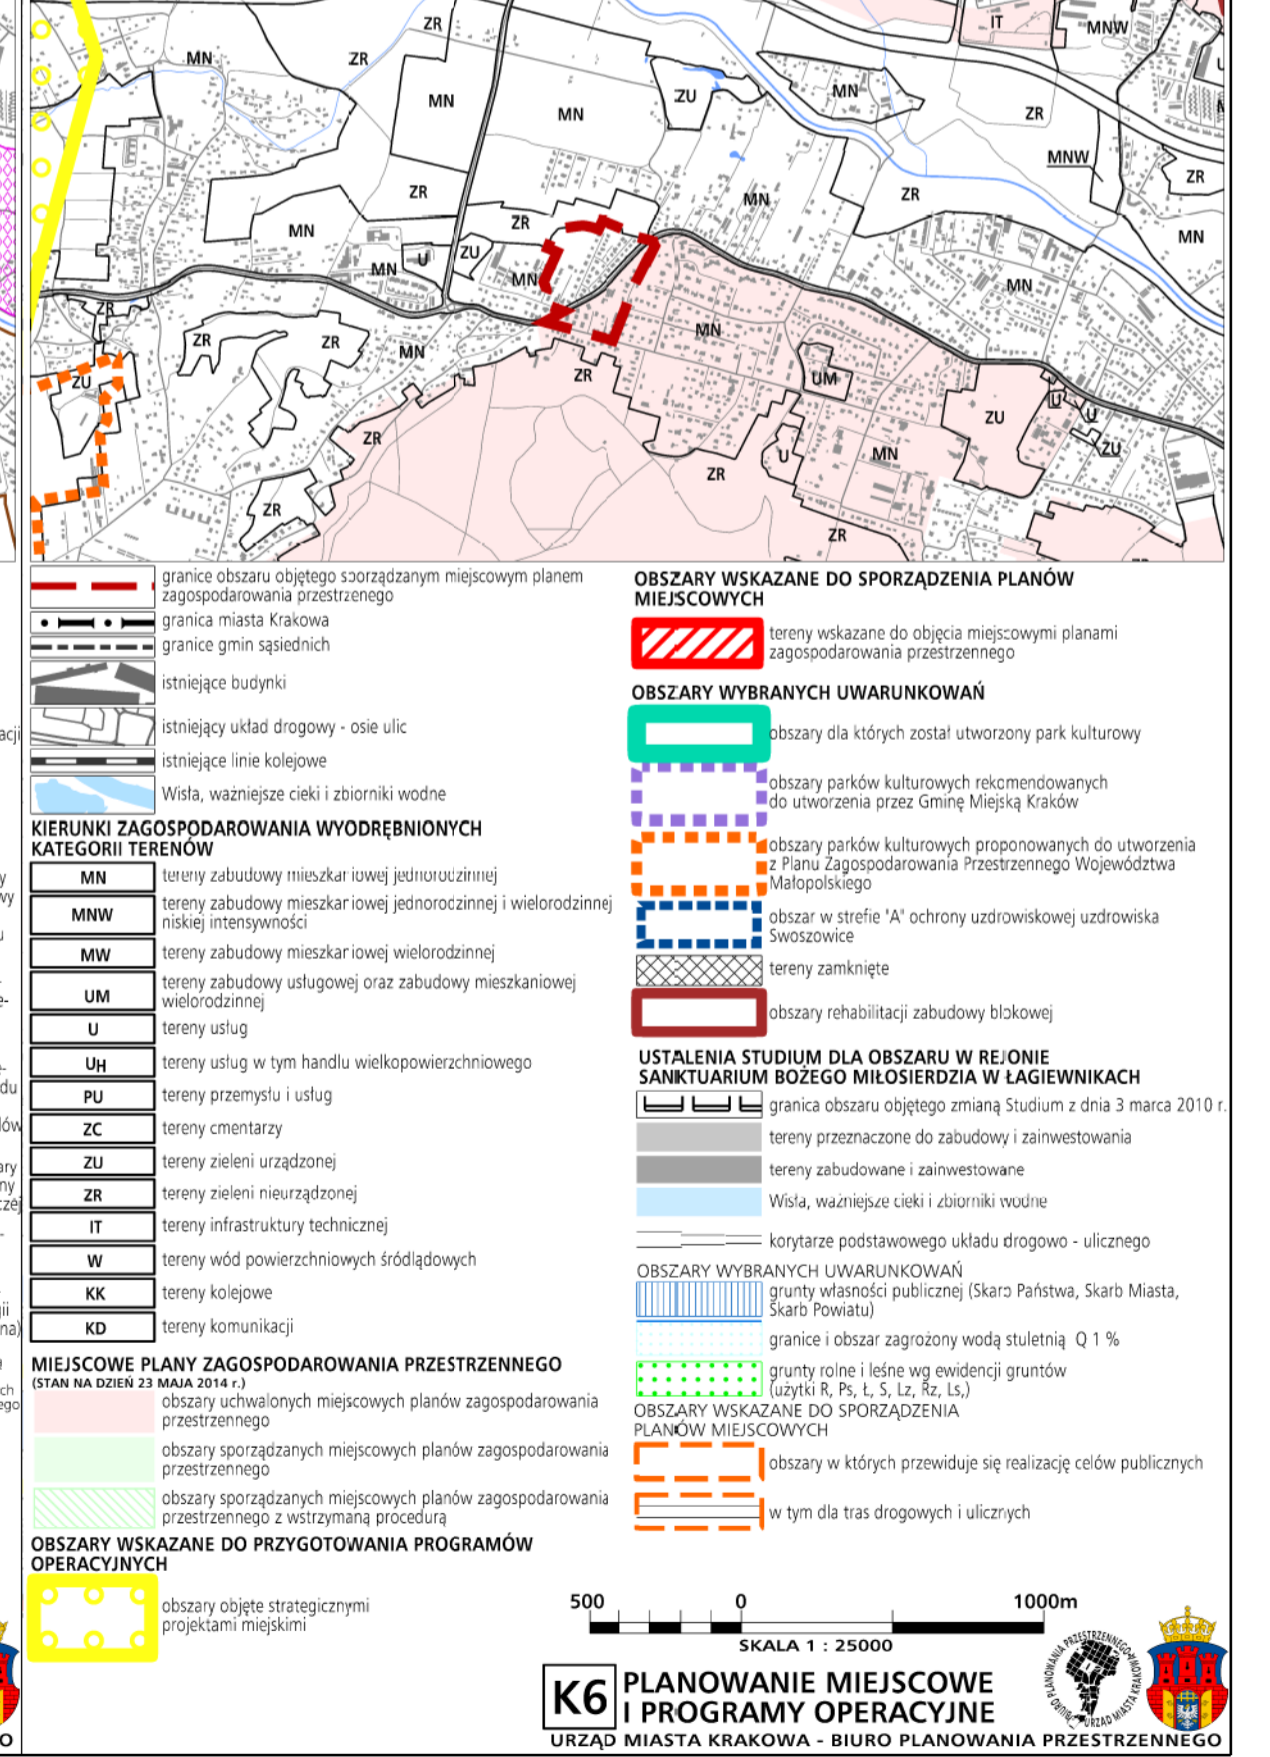 ZR
IT
MNW
MN
ZR
MN
ZU
MN
MN
ZR
MNW
ZR
ZR
MN
ZR
ZR
MN
MN
ZU
U
MN
MN
MN
ZR
ZR
ZR
MN
MN
ZR
UM
ZU
ZU
U
U
ZR
U
MN
ZU
ZR
ZR
ZR
granice obszaru objętego sporządzanym miejscowym planem
zagospodarowania przestrzenego
granica miasta Krakowa
granice gmin sąsiednich
istniejące budynki
istniejący układ drogowy - osie ulic
istniejące linie kolejowe
Wisła, ważniejsze cieki i zbiorniki wodne
KIERUNKI ZAGOSPODAROWANIA WYODRĘBNIONYCH
KATEGORII TERENÓW
MN tereny zabudowy mieszkaniowej jednorodzinnej
MNW tereny zabudowy mieszkaniowej jednorodzinnej i wielorodzinnej
niskiej intensywności
MW tereny zabudowy mieszkaniowej wielorodzinnej
UM tereny zabudowy usługowej oraz zabudowy mieszkaniowej
wielorodzinnej
U tereny usług
UH tereny usług w tym handlu wielkopowierzchniowego
PU tereny przemysłu i usług
ZC tereny cmentarzy
ZU tereny zieleni urządzonej
ZR tereny zieleni nieurządzonej
IT tereny infrastruktury technicznej
W tereny wód powierzchniowych śródlądowych
KK tereny kolejowe
KD tereny komunikacji
MIEJSCOWE PLANY ZAGOSPODAROWANIA PRZESTRZENNEGO
(STAN NA DZIEŃ 23 MAJA 2014 r.)
obszary uchwalonych miejscowych planów zagospodarowania
przestrzennego
obszary sporządzanych miejscowych planów zagospodarowania
przestrzennego
obszary sporządzanych miejscowych planów zagospodarowania
przestrzennego z wstrzymaną procedurą
OBSZARY WSKAZANE DO PRZYGOTOWANIA PROGRAMÓW
OPERACYJNYCH
obszary objęte strategicznymi
projektami miejskimi
OBSZARY WSKAZANE DO SPORZĄDZENIA PLANÓW
MIEJSCOWYCH
tereny wskazane do objęcia miejscowymi planami
zagospodarowania przestrzennego
OBSZARY WYBRANYCH UWARUNKOWAŃ
obszary dla których został utworzony park kulturowy
obszary parków kulturowych rekomendowanych
do utworzenia przez Gminę Miejską Kraków
obszary parków kulturowych proponowanych do utworzenia
z Planu Zagospodarowania Przestrzennego Województwa
Małopolskiego
obszar w strefie "A" ochrony uzdrowiskowej uzdrowiska
Swoszowice
tereny zamknięte
obszary rehabilitacji zabudowy blokowej
USTALENIA STUDIUM DLA OBSZARU W REJONIE
SANKTUARIUM BOŻEGO MIŁOSIERDZIA W ŁAGIEWNIKACH
granica obszaru objętego zmianą Studium z dnia 3 marca 2010 r.
tereny przeznaczone do zabudowy i zainwestowania
tereny zabudowane i zainwestowane
Wisła, ważniejsze cieki i zbiorniki wodne
korytarze podstawowego układu drogowo - ulicznego
OBSZARY WYBRANYCH UWARUNKOWAŃ
grunty własności publicznej (Skarb Państwa, Skarb Miasta,
Skarb Powiatu)
granice i obszar zagrożony wodą stuletnią Q 1 %
grunty rolne i leśne wg ewidencji gruntów
(użytki R, Ps, Ł, S, Lz, Rz, Ls,)
OBSZARY WSKAZANE DO SPORZĄDZENIA
PLANÓW MIEJSCOWYCH
obszary w których przewiduje się realizację celów publicznych
w tym dla tras drogowych i ulicznych
500 0 1000m
SKALA 1 : 25000
K6 PLANOWANIE MIEJSCOWE
I PROGRAMY OPERACYJNE
URZĄD MIASTA KRAKOWA - BIURO PLANOWANIA PRZESTRZENNEGO